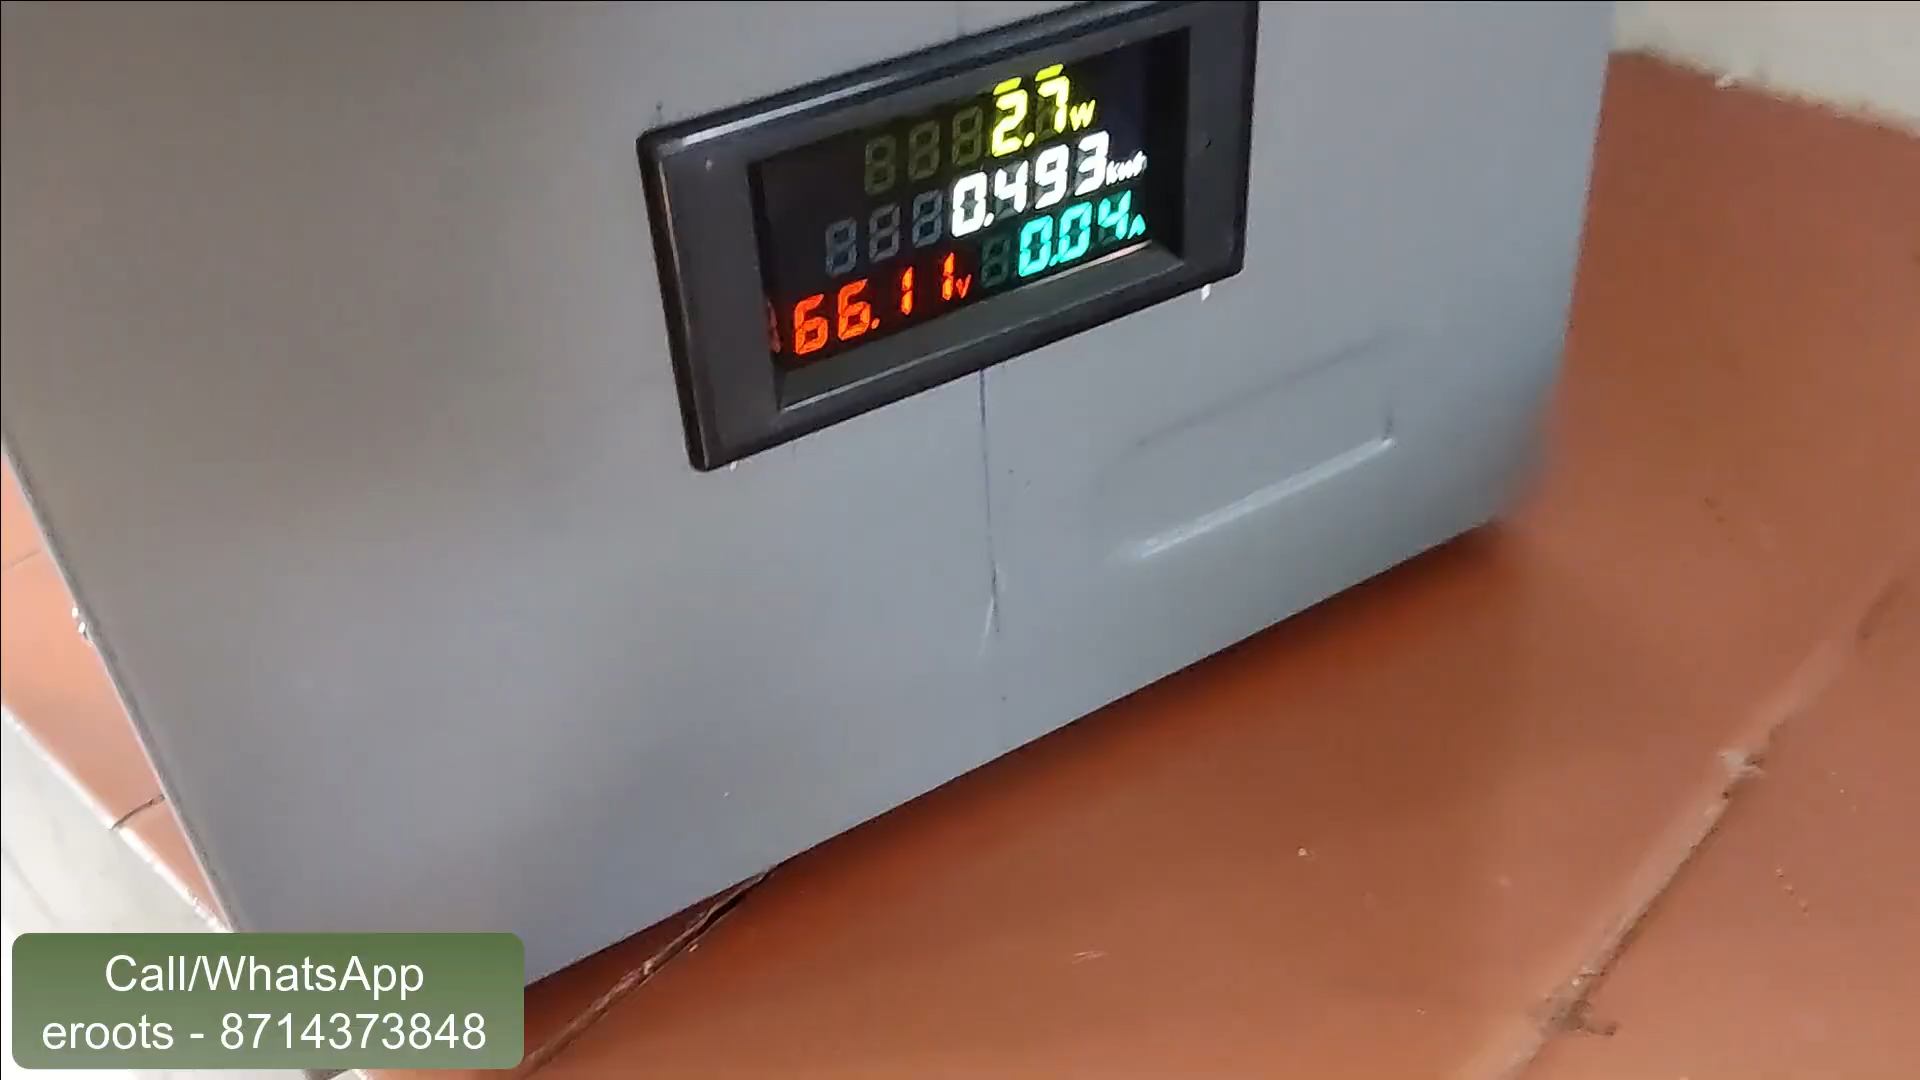 2.7W
0.493kWh
66.11V 0.04A
Call/WhatsApp
eroots - 8714373848